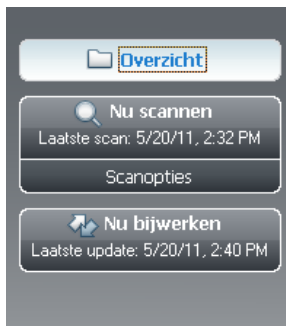 Overzicht
Nu scannen
Laatste scan: 5/20/11, 2:32 PM
Scanopties
Nu bijwerken
Laatste update: 5/20/11, 2:40 PM